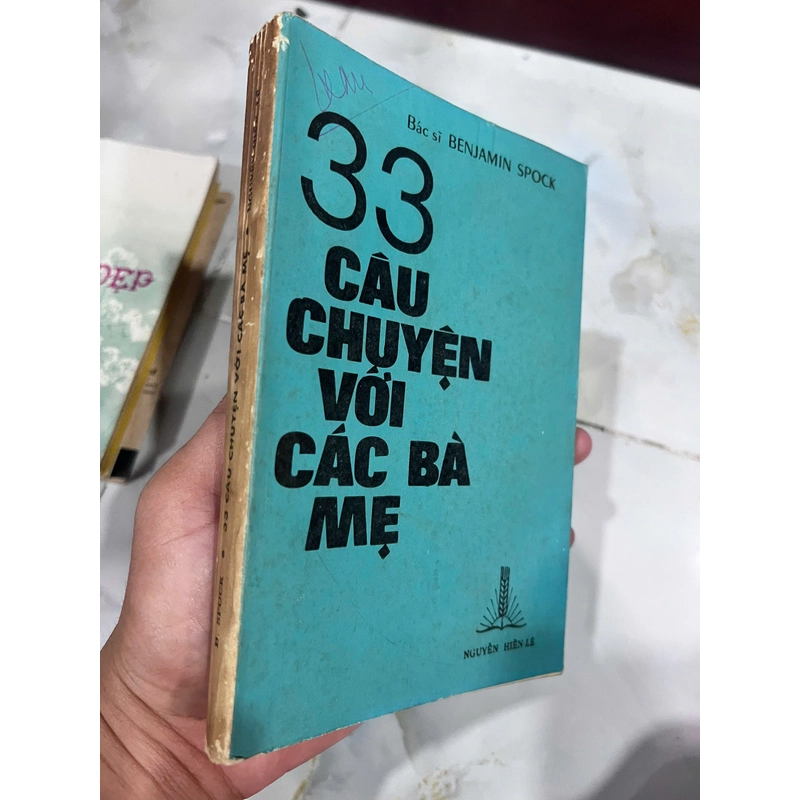 Bác sĩ BENJAMIN SPOCK
33
CÂU
CHUYỆN
VỚI
CÁC BÀ
MẸ
NGUYỄN HIẾN-LÊ
B. SPOCK • 33 CÂU CHUYỆN VỚI CÁC BÀ MẸ •
ĐẸP